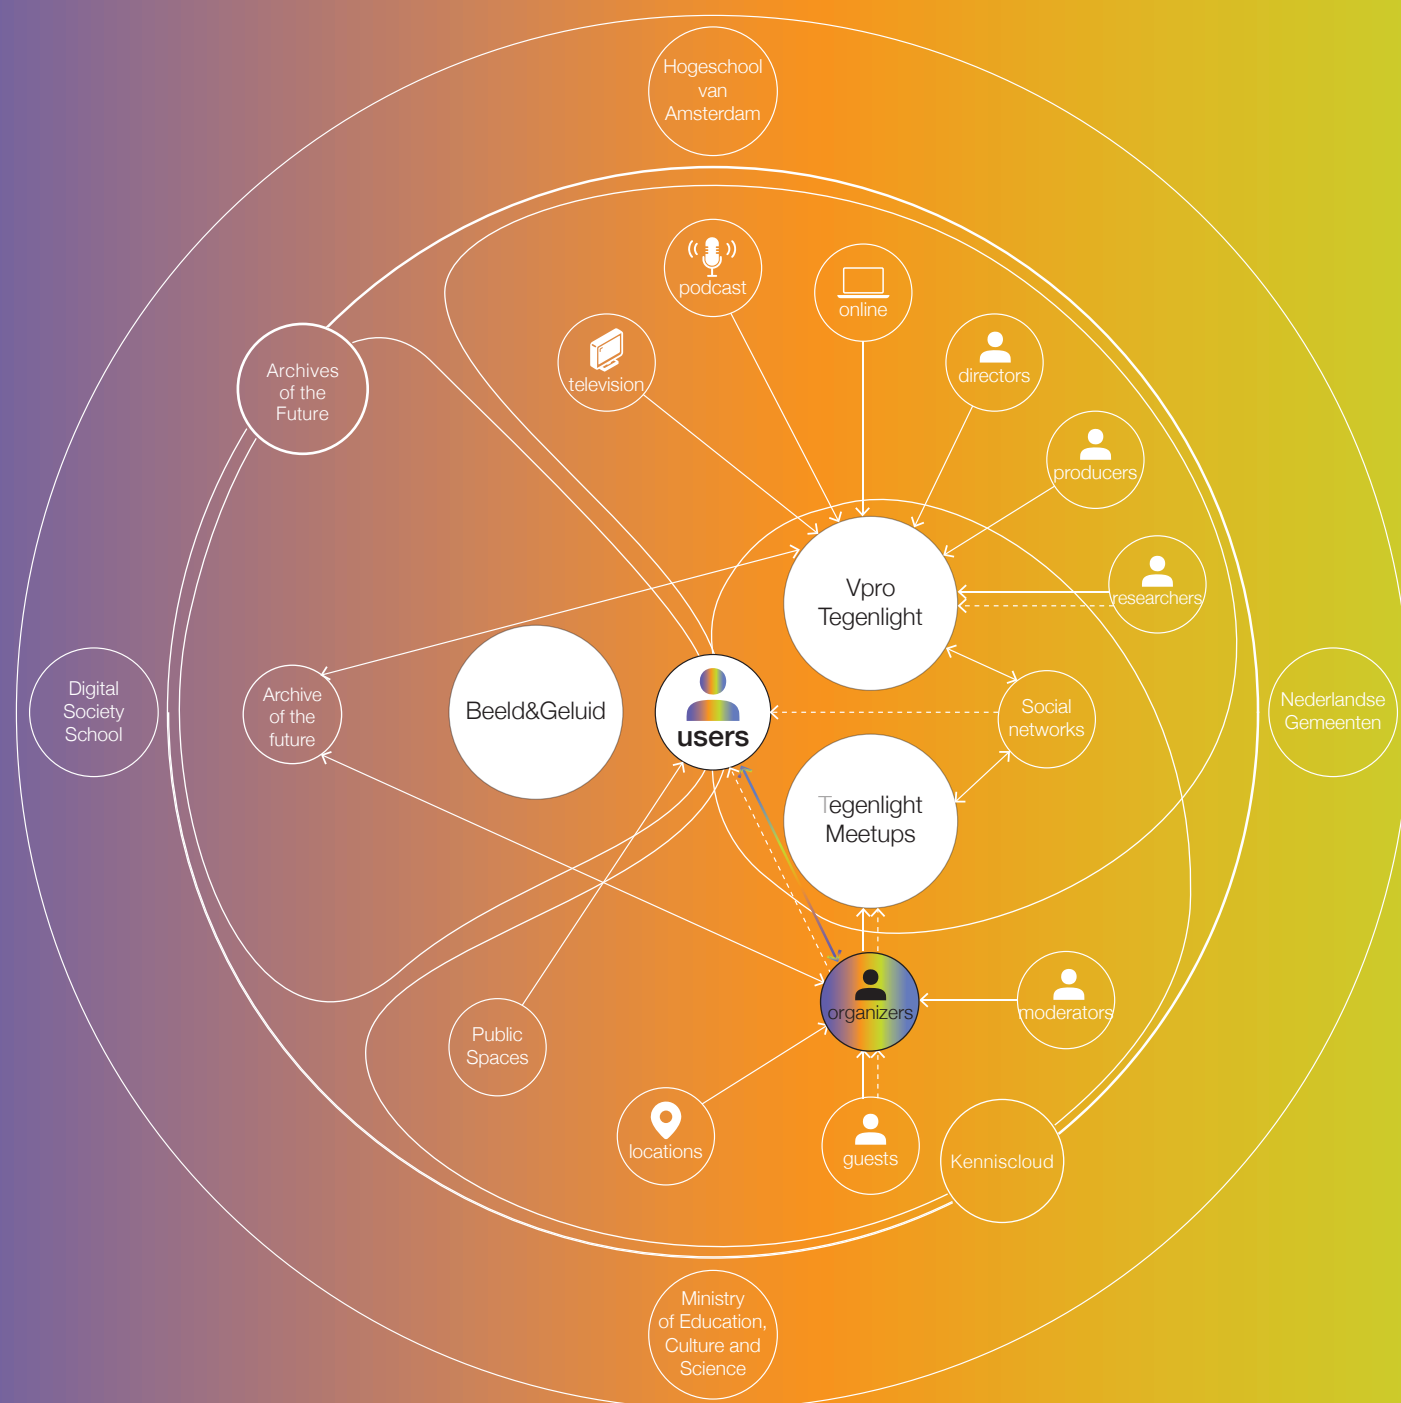 Hogeschool
van
Amsterdam
podcast
online
television
directors
Archives
of the
Future
producers
Vpro
Tegenlight
researchers
Digital
Society
School
Archive
of the
future
Beeld&Geluid
users
Social
networks
Nederlandse
Gemeenten
Tegenlight
Meetups
organizers
moderators
Public
Spaces
locations
guests
Kenniscloud
Ministry
of Education,
Culture and
Science